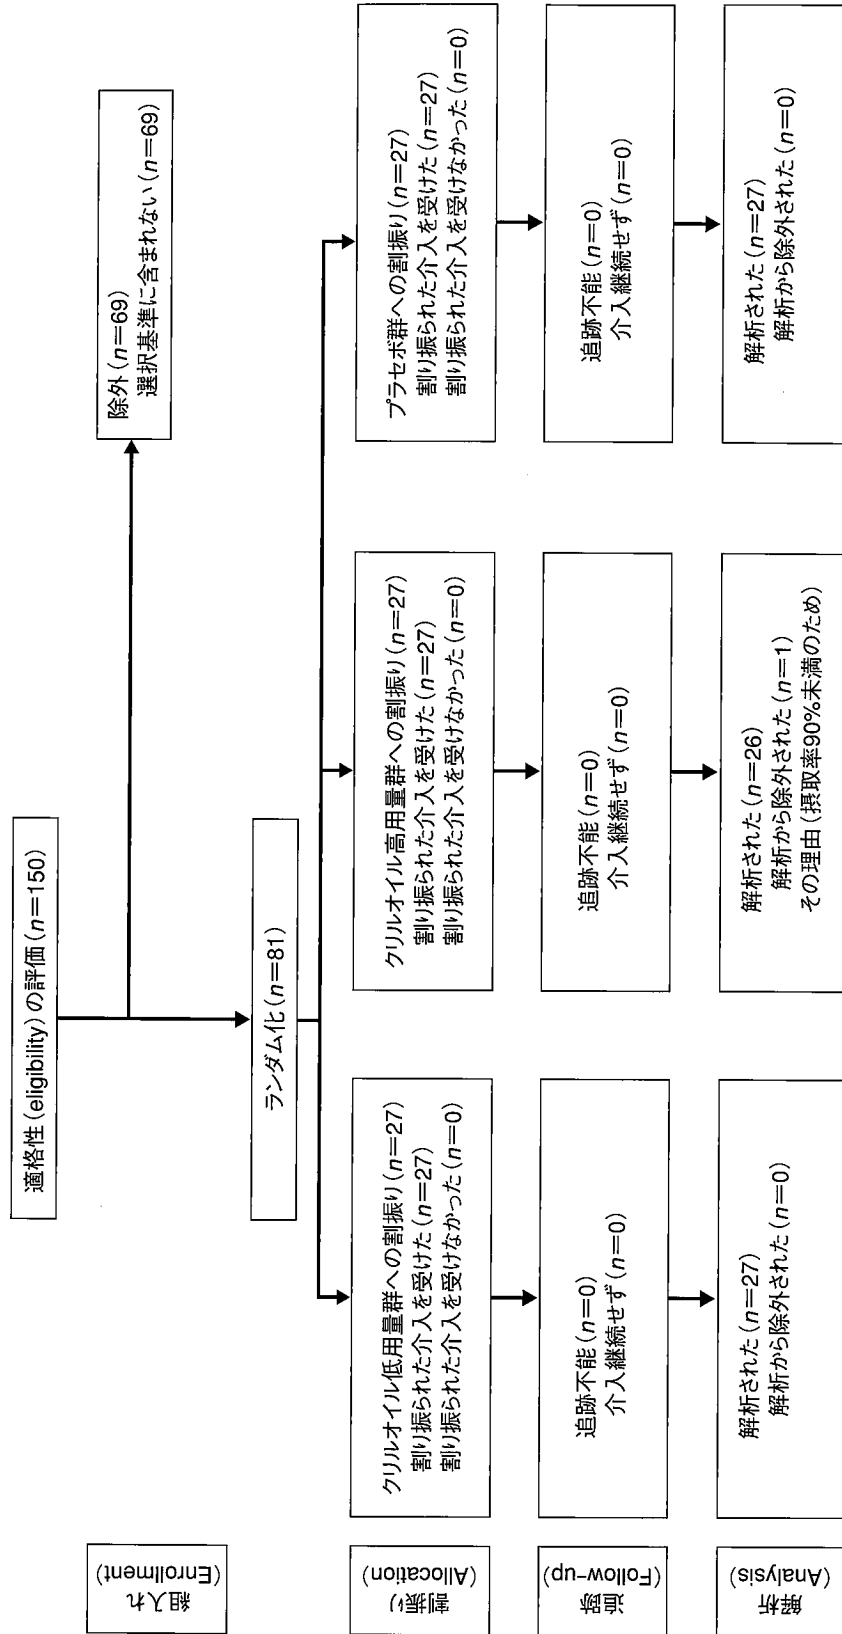 適格性(eligibility)の評価(n=150)
組入れ
(Enrollment)
除外(n=69)
選択基準に含まれない(n=69)
ランダム化(n=81)
割振り
(Allocation)
クリルオイル低用量群への割振り(n=27)
割り振られた介入を受けた(n=27)
割り振られた介入を受けなかった(n=0)
クリルオイル高用量群への割振り(n=27)
割り振られた介入を受けた(n=27)
割り振られた介入を受けなかった(n=0)
プラセボ群への割振り(n=27)
割り振られた介入を受けた(n=27)
割り振られた介入を受けなかった(n=0)
追跡
(Follow-up)
追跡不能(n=0)
介入継続せず(n=0)
追跡不能(n=0)
介入継続せず(n=0)
追跡不能(n=0)
介入継続せず(n=0)
解析
(Analysis)
解析された(n=27)
解析から除外された(n=0)
解析された(n=26)
解析から除外された(n=1)
その理由(摂取率90%未満のため)
解析された(n=27)
解析から除外された(n=0)